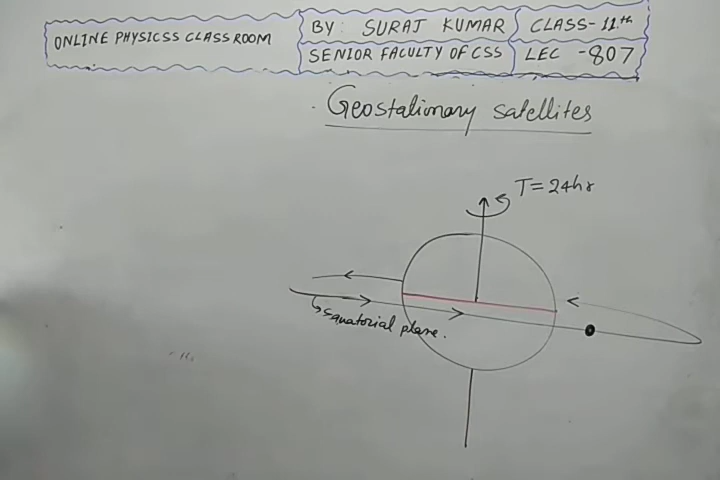 ONLINE PHYSICSS CLASS ROOM
BY: SURAJ KUMAR
CLASS-11th
SENIOR FACULTY OF CSS
LEC -807
Geostationary satellites
T=24hr
Equatorial plane.